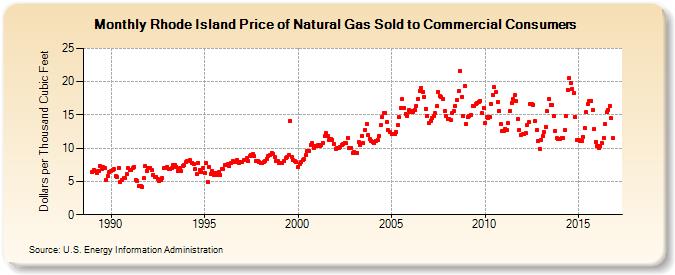 Monthly Rhode Island Price of Natural Gas Sold to Commercial Consumers
Dollars per Thousand Cubic Feet
25
20
15
10
5
0
1990 1995 2000 2005 2010 2015
Source: U.S. Energy Information Administration